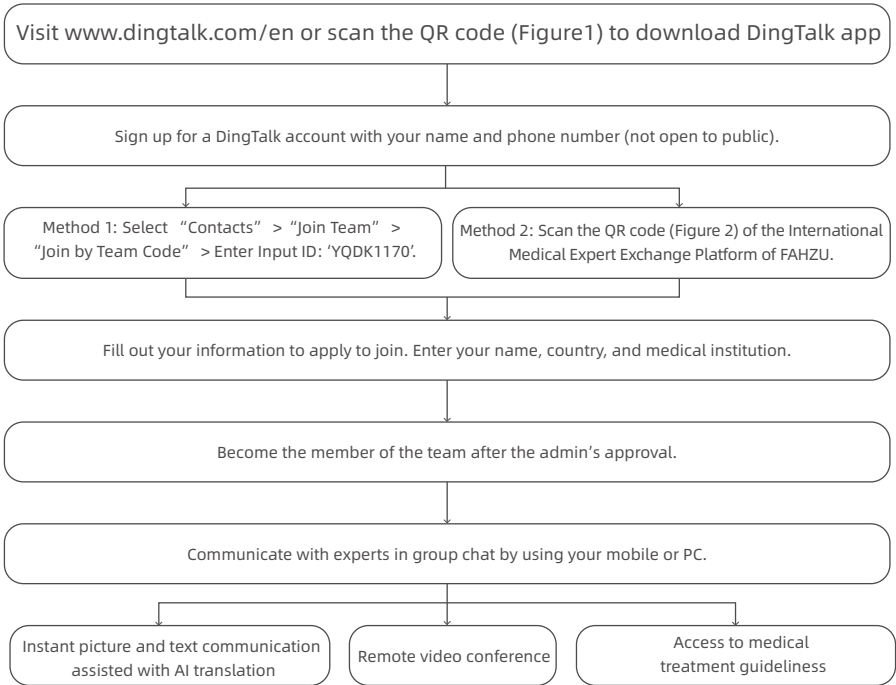 Visit www.dingtalk.com/en or scan the QR code (Figure1) to download DingTalk app
Sign up for a DingTalk account with your name and phone number (not open to public).
Method 1: Select “Contacts” > “Join Team” >
“Join by Team Code” > Enter Input ID: ‘YQDK1170’.
Method 2: Scan the QR code (Figure 2) of the International
Medical Expert Exchange Platform of FAHZU.
Fill out your information to apply to join. Enter your name, country, and medical institution.
Become the member of the team after the admin’s approval.
Communicate with experts in group chat by using your mobile or PC.
Instant picture and text communication
assisted with AI translation
Remote video conference
Access to medical
treatment guideliness